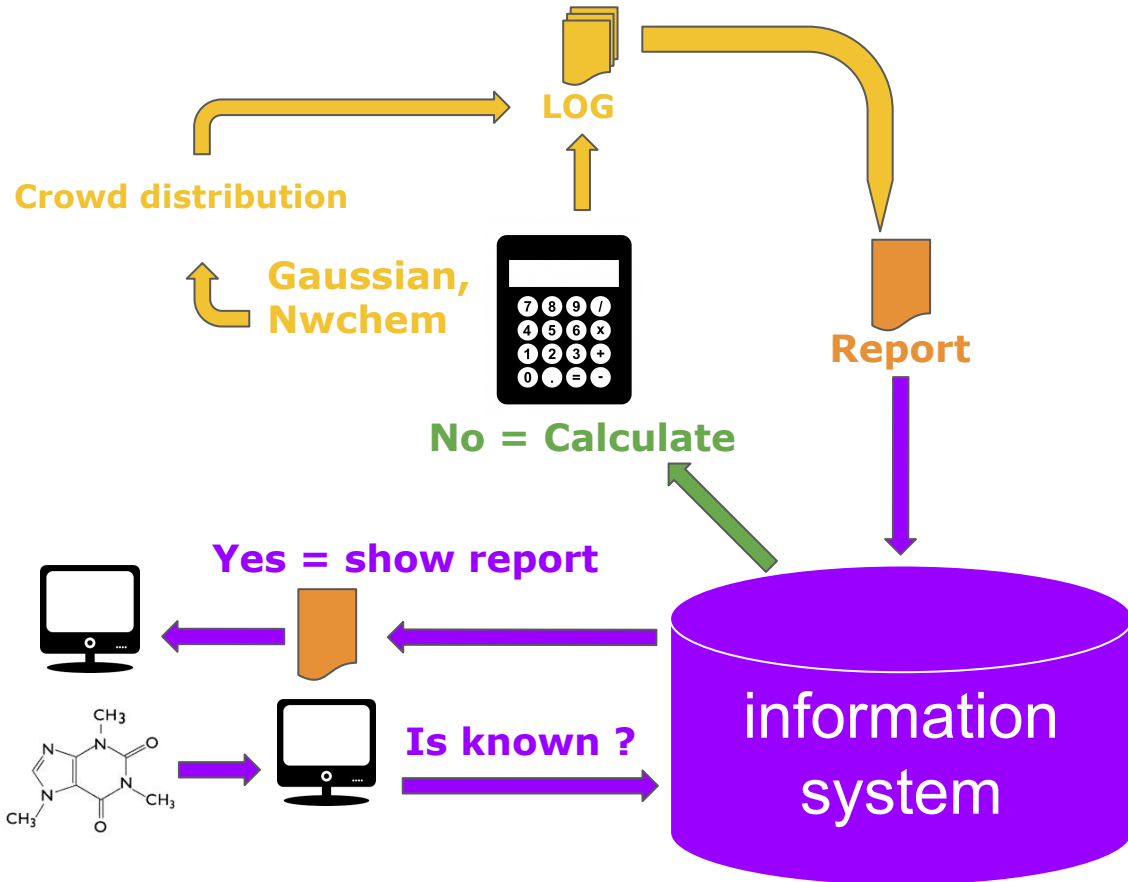 LOG
Crowd distribution
Gaussian,
Nwchem
7 8 9 /
4 5 6 x
1 2 3 +
0 . = -
Report
No = Calculate
Yes = show report
Is known ?
information
system
CH3
N
N
O
N
N
CH3
CH3
O